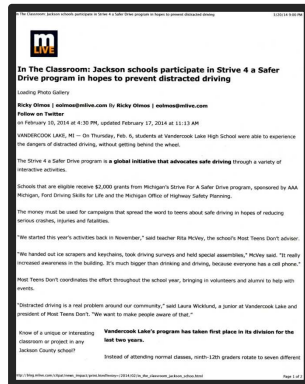 In The Classroom: Jackson schools participate in Strive 4 a Safer Drive program in hopes to prevent distracted driving
2/20/14 9:05 PM
m
LIVE
In The Classroom: Jackson schools participate in Strive 4 a Safer
Drive program in hopes to prevent distracted driving
Loading Photo Gallery
Ricky Olmos | eolmos@mlive.com By Ricky Olmos | eolmos@mlive.com
Follow on Twitter
on February 10, 2014 at 4:30 PM, updated February 17, 2014 at 11:13 AM
VANDERCOOK LAKE, MI — On Thursday, Feb. 6, students at Vandercook Lake High School were able to experience
the dangers of distracted driving, without getting behind the wheel.
The Strive 4 a Safer Drive program is a global initiative that advocates safe driving through a variety of
interactive activities.
Schools that are eligible receive $2,000 grants from Michigan's Strive For A Safer Drive program, sponsored by AAA
Michigan, Ford Driving Skills for Life and the Michigan Office of Highway Safety Planning.
The money must be used for campaigns that spread the word to teens about safe driving in hopes of reducing
serious crashes, injuries and fatalities.
"We started this year's activities back in November," said teacher Rita McVey, the school's Most Teens Don't adviser.
"We handed out ice scrapers and keychains, took driving surveys and held special assemblies," McVey said. "It really
increased awareness in the building. It's much bigger than drinking and driving, because everyone has a cell phone."
Most Teens Don't coordinates the effort throughout the school year, bringing in volunteers and alumni to help with
events.
"Distracted driving is a real problem around our community," said Laura Wicklund, a junior at Vandercook Lake and
president of Most Teens Don't. "We want to make people aware of that."
Know of a unique or interesting
classroom or project in any
Jackson County school?
Vandercook Lake's program has taken first place in its division for the
last two years.
Instead of attending normal classes, ninth-12th graders rotate to seven different
Page 1 of 3